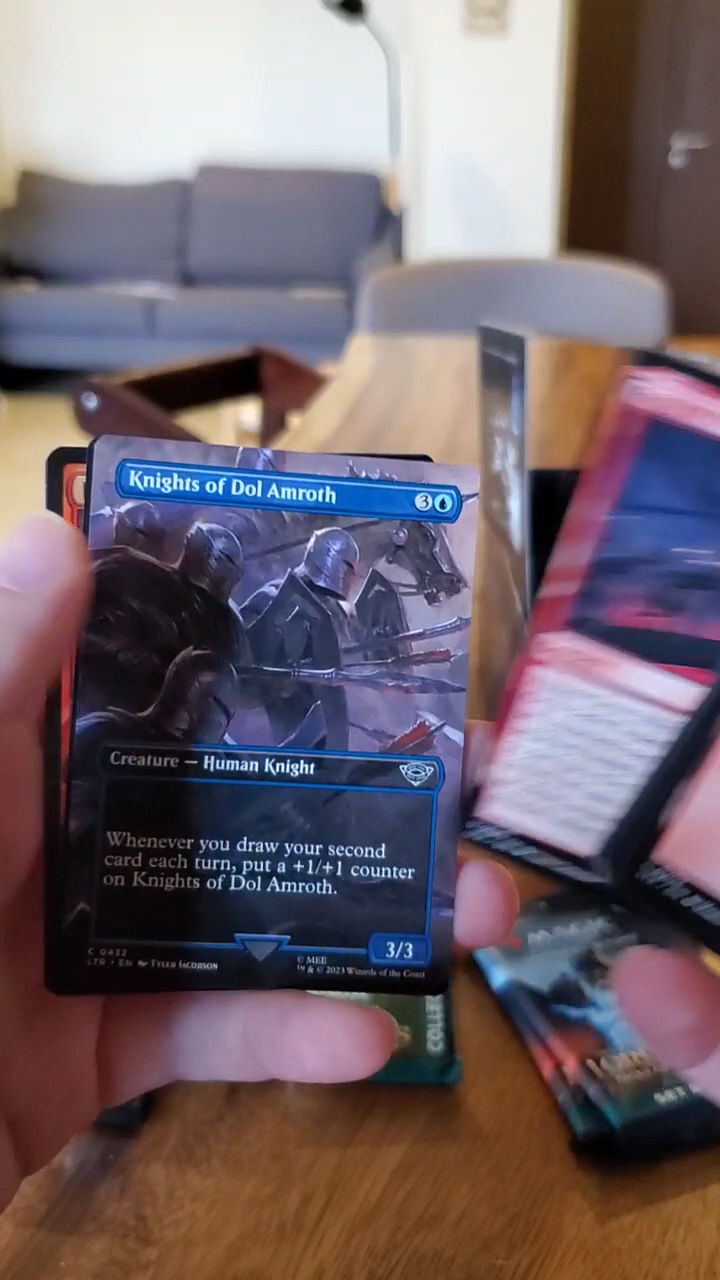 Knights of Dol Amroth
3
Creature — Human Knight
Whenever you draw your second
card each turn, put a +1/+1 counter
on Knights of Dol Amroth.
3/3
C 0432
LTR • EN Tyler Jacobson
© MEE
™ & © 2023 Wizards of the Coast
COLLE